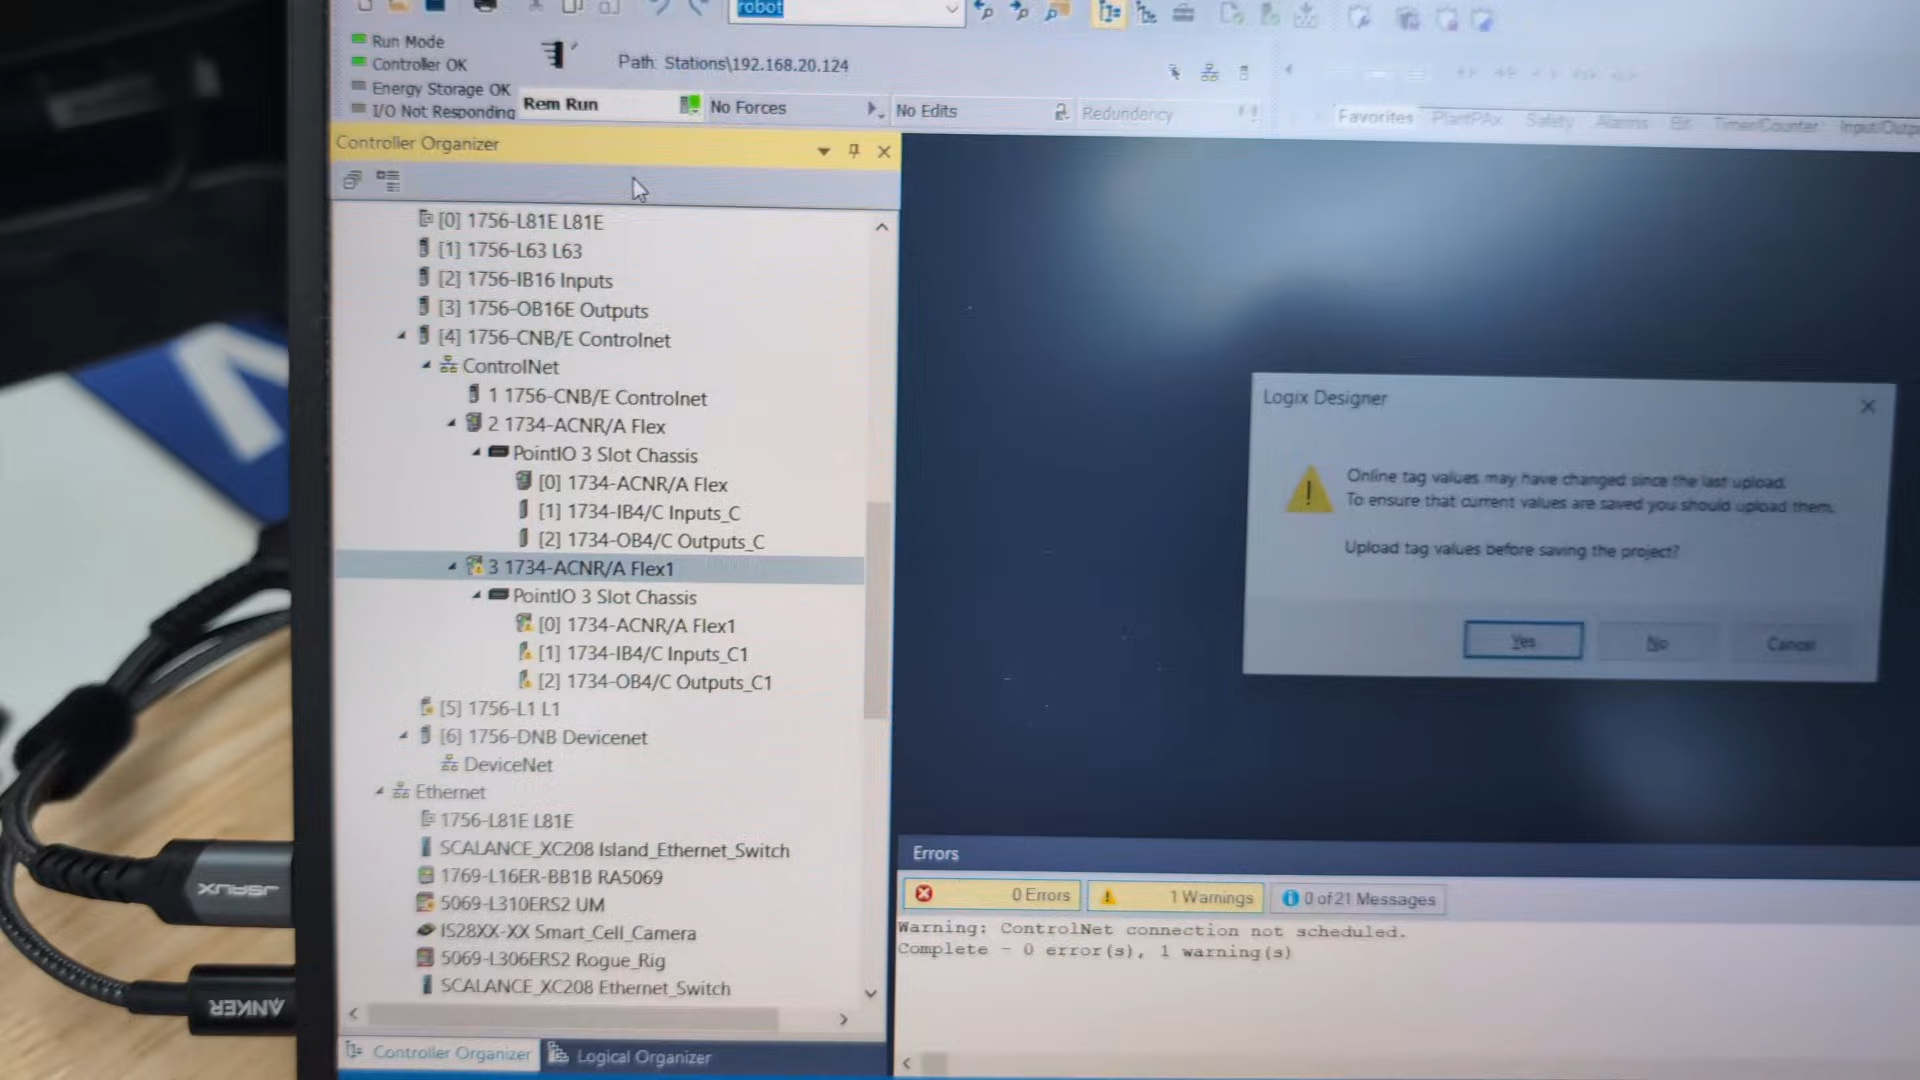 robot
Run Mode
Controller OK
Energy Storage OK
I/O Not Responding
Path: Stations\192.168.20.124
Rem Run
No Forces
No Edits
Redundancy
Favorites
PlantPAx
Safety
Alarms
Bit
Timer/Counter
Input/Outp
Controller Organizer
[0] 1756-L81E L81E
[1] 1756-L63 L63
[2] 1756-IB16 Inputs
[3] 1756-OB16E Outputs
[4] 1756-CNB/E Controlnet
ControlNet
1 1756-CNB/E Controlnet
2 1734-ACNR/A Flex
PointIO 3 Slot Chassis
[0] 1734-ACNR/A Flex
[1] 1734-IB4/C Inputs_C
[2] 1734-OB4/C Outputs_C
3 1734-ACNR/A Flex1
PointIO 3 Slot Chassis
[0] 1734-ACNR/A Flex1
[1] 1734-IB4/C Inputs_C1
[2] 1734-OB4/C Outputs_C1
[5] 1756-L1 L1
[6] 1756-DNB Devicenet
DeviceNet
Ethernet
1756-L81E L81E
SCALANCE_XC208 Island_Ethernet_Switch
1769-L16ER-BB1B RA5069
5069-L310ERS2 UM
IS28XX-XX Smart_Cell_Camera
5069-L306ERS2 Rogue_Rig
SCALANCE_XC208 Ethernet_Switch
Controller Organizer
Logical Organizer
Logix Designer
Online tag values may have changed since the last upload.
To ensure that current values are saved you should upload them.
Upload tag values before saving the project?
Yes
No
Cancel
Errors
0 Errors
1 Warnings
0 of 21 Messages
Warning: ControlNet connection not scheduled.
Complete - 0 error(s), 1 warning(s)
JSAUX
ANKER